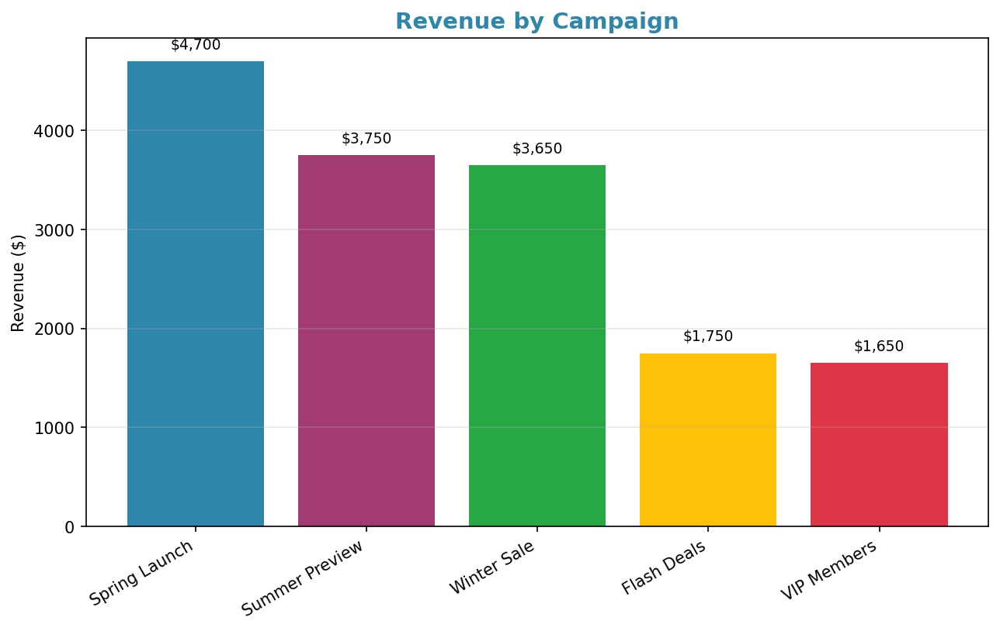 Revenue by Campaign
$4,700
$3,750
$3,650
$1,750
$1,650
4000
3000
2000
1000
0
Revenue ($)
Spring Launch
Summer Preview
Winter Sale
Flash Deals
VIP Members